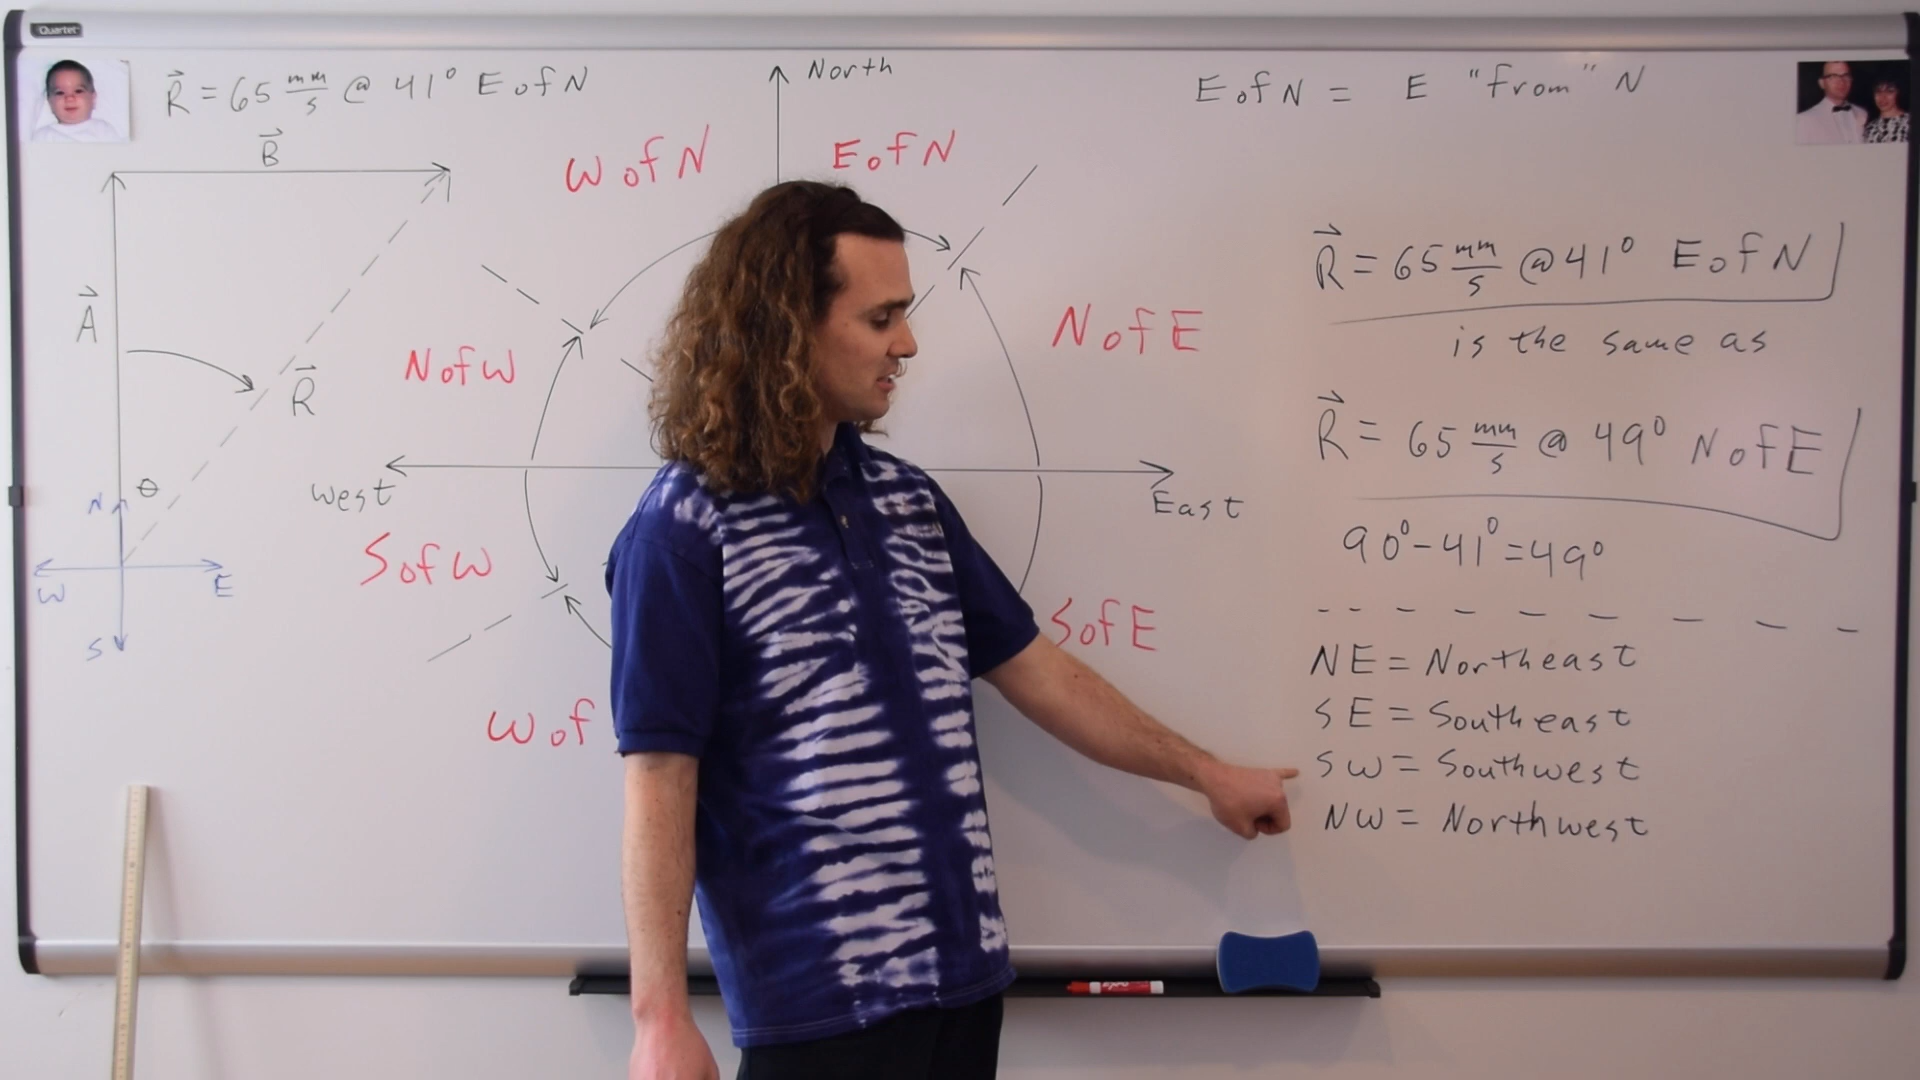 Quartet
R = 65 mm/s @ 41° E of N
B
A
R
θ
N
W
E
S
North
W of N
E of N
N of W
N of E
West
East
S of W
S of E
W of
E of N = E "from" N
R = 65 mm/s @ 41° E of N
is the same as
R = 65 mm/s @ 49° N of E
90° - 41° = 49°
NE = Northeast
SE = Southeast
SW = Southwest
NW = Northwest
EXPO